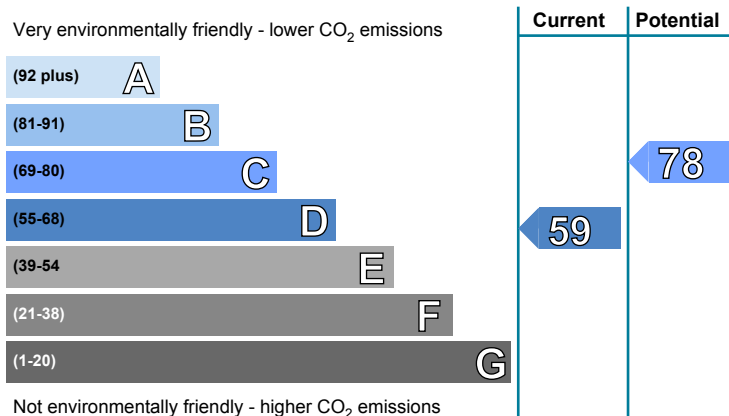 Very environmentally friendly - lower CO2 emissions
Current
Potential
(92 plus) A
(81-91) B
(69-80) C
78
(55-68) D
59
(39-54 E
(21-38) F
(1-20) G
Not environmentally friendly - higher CO2 emissions